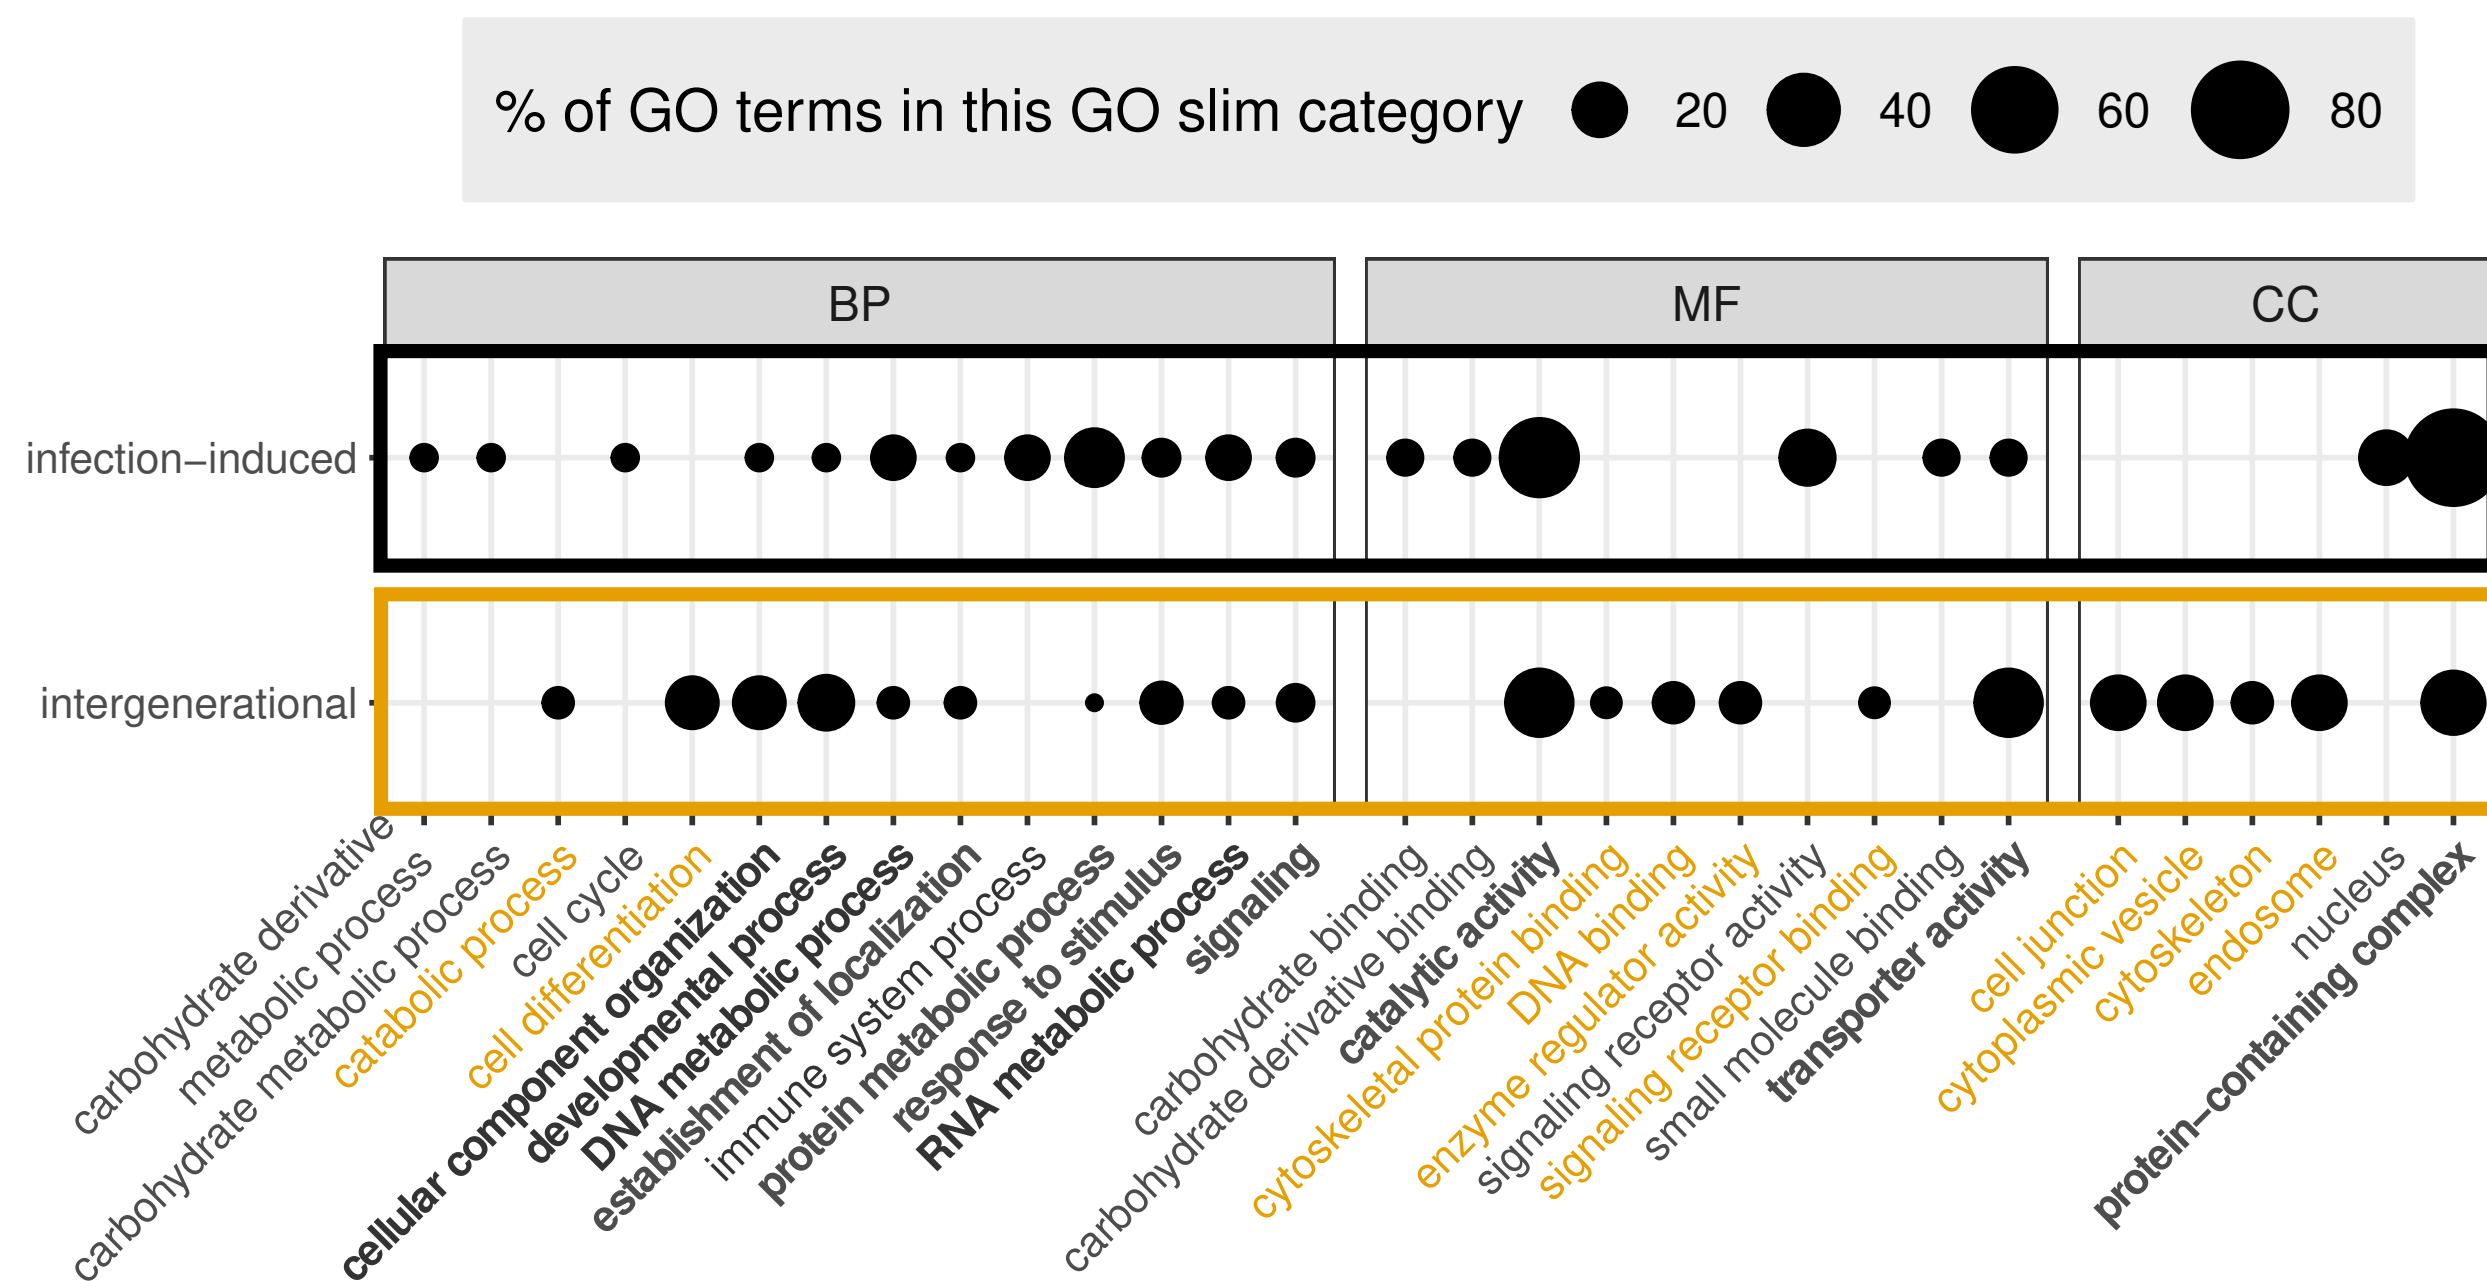 % of GO terms in this GO slim category 20 40 60 80
BP MF CC
infection−induced
intergenerational
carbohydrate derivative
metabolic process
carbohydrate metabolic process
catabolic process
cell cycle
cell differentiation
cellular component organization
developmental process
DNA metabolic process
establishment of localization
immune system process
protein metabolic process
response to stimulus
RNA metabolic process
signaling
carbohydrate binding
carbohydrate derivative binding
catalytic activity
cytoskeletal protein binding
DNA binding
enzyme regulator activity
signaling receptor activity
signaling receptor binding
small molecule binding
transporter activity
cell junction
cytoplasmic vesicle
cytoskeleton
endosome
nucleus
protein−containing complex